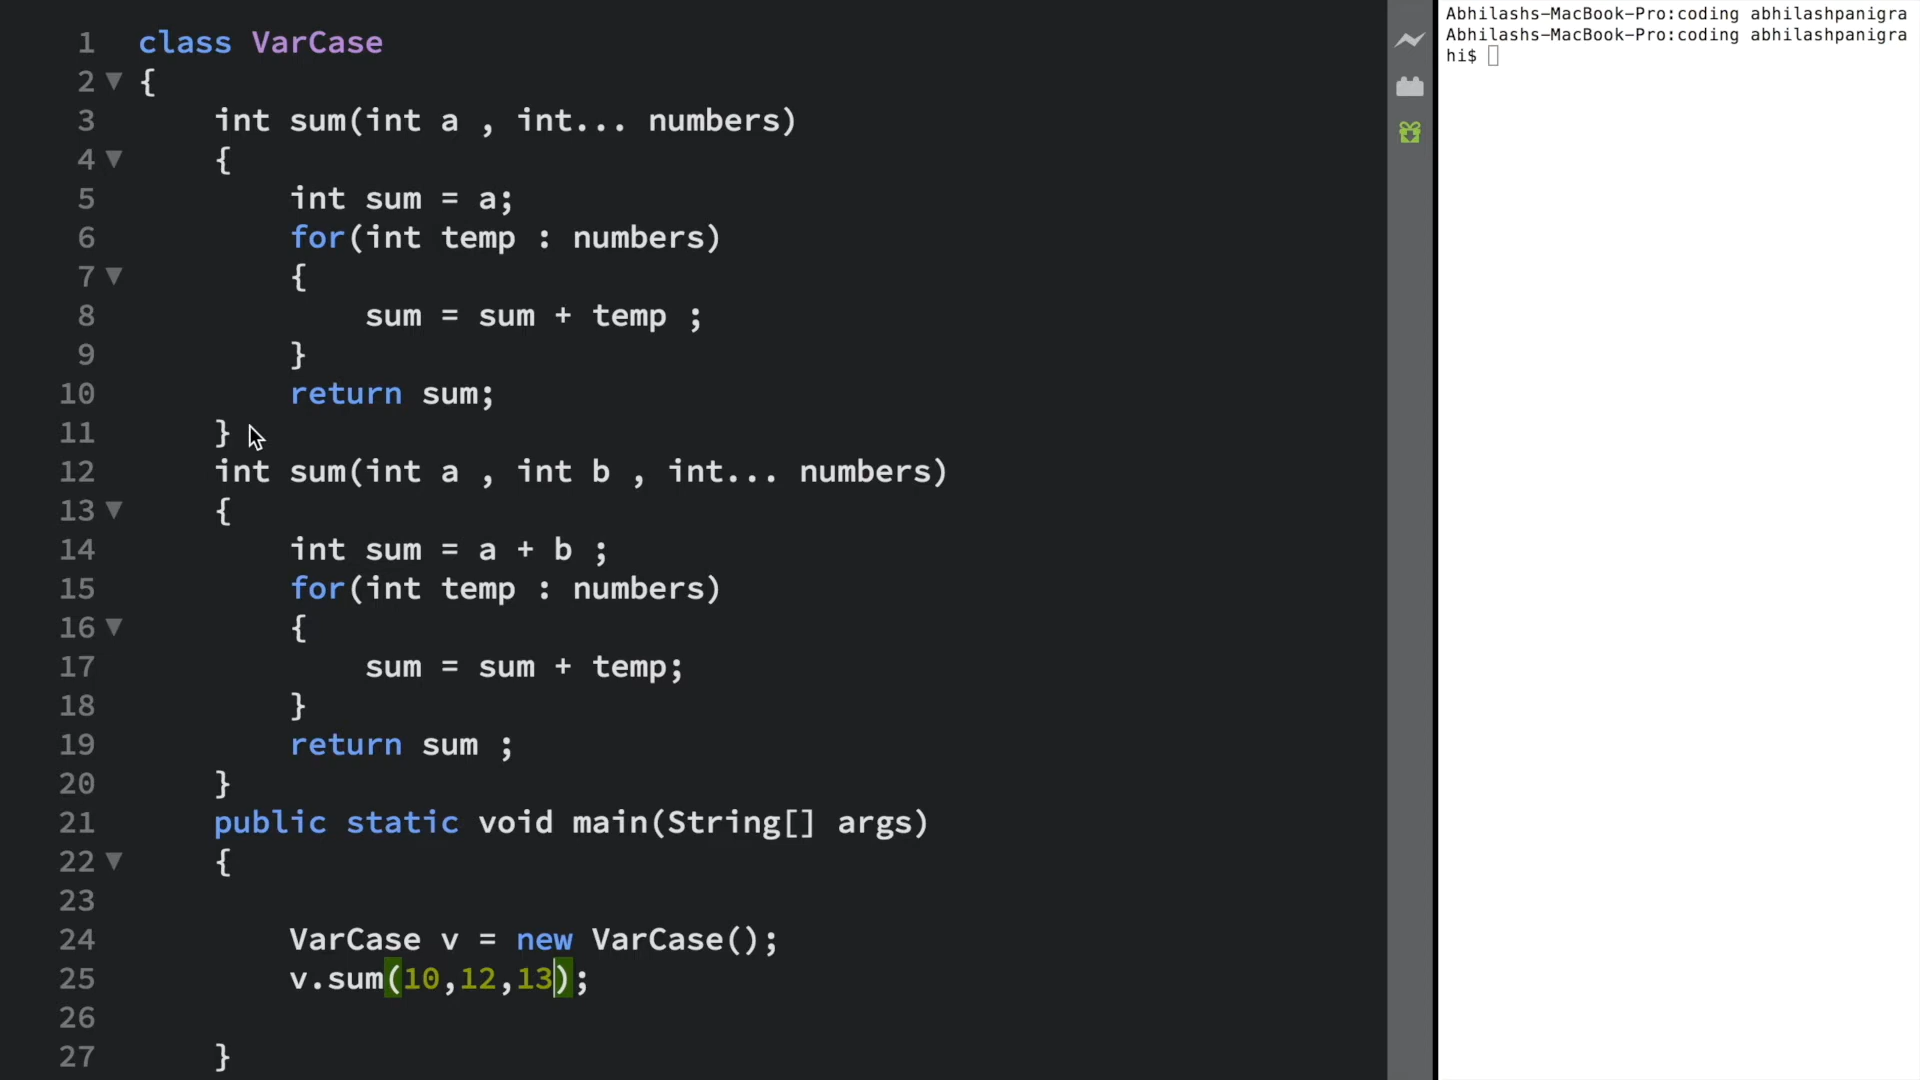 1 class VarCase
2 {
3 int sum(int a , int... numbers)
4 {
5 int sum = a;
6 for(int temp : numbers)
7 {
8 sum = sum + temp ;
9 }
10 return sum;
11 }
12 int sum(int a , int b , int... numbers)
13 {
14 int sum = a + b ;
15 for(int temp : numbers)
16 {
17 sum = sum + temp;
18 }
19 return sum ;
20 }
21 public static void main(String[] args)
22 {
23
24 VarCase v = new VarCase();
25 v.sum(10,12,13);
26
27 }
Abhilashs-MacBook-Pro:coding abhilashpanigra
Abhilashs-MacBook-Pro:coding abhilashpanigra
hi$